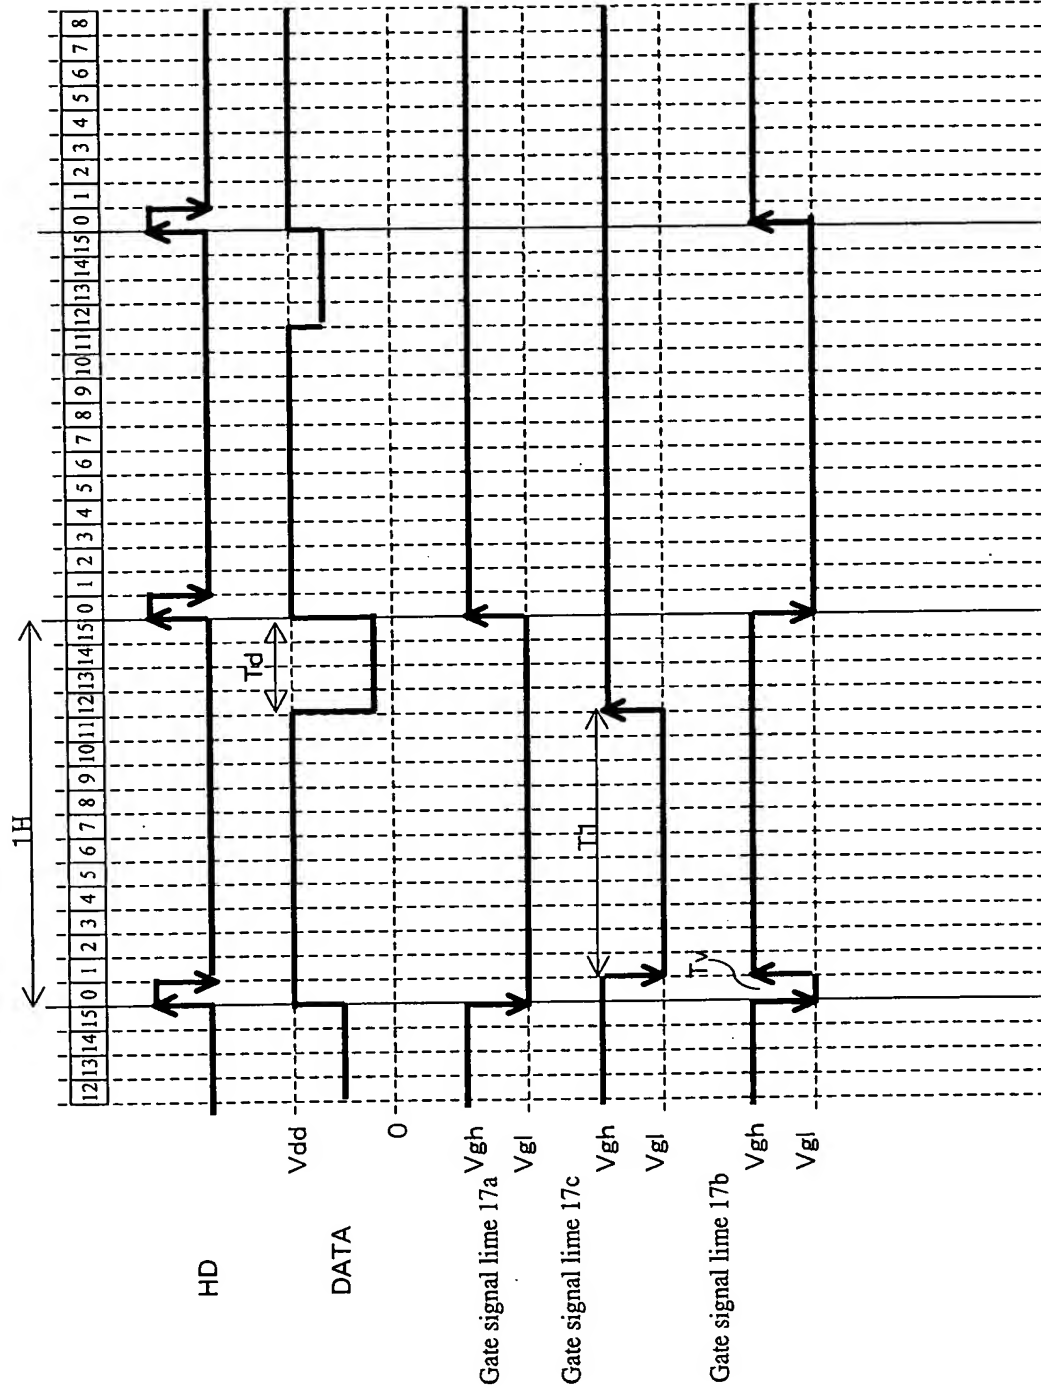 1H
12 13 14 15 0 1 2 3 4 5 6 7 8 9 10 11 12 13 14 15 0 1 2 3 4 5 6 7 8 9 10 11 12 13 14 15 0 1 2 3 4 5 6 7 8
HD
Td
Vdd
DATA
0
Vgh
Gate signal lime 17a
Vgl
Gate signal lime 17c
Vgh
Ti
Vgl
Tv
Gate signal lime 17b
Vgh
Vgl